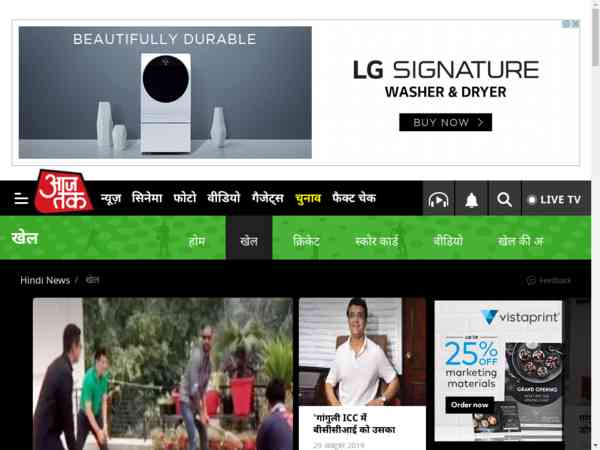 BEAUTIFULLY DURABLE
LG SIGNATURE
WASHER & DRYER
BUY NOW
आज तक
न्यूज़ सिनेमा फोटो वीडियो गैजेट्स चुनाव फैक्ट चेक
LIVE TV
खेल
होम खेल क्रिकेट स्कोर कार्ड वीडियो खेल की अ
Hindi News / खेल
Feedback
'गांगुली ICC में
बीसीसीआई को उसका
29 अक्टूबर 2019
vistaprint
UP TO
25% OFF
marketing
materials
Order now
GRAND OPENING